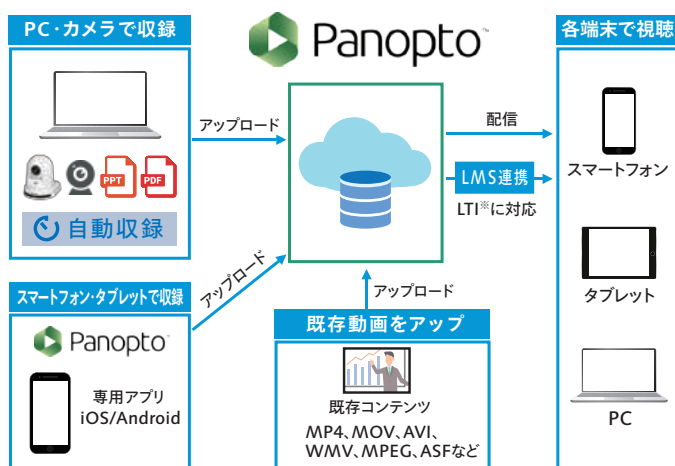 PC・カメラで収録
Panopto™
各端末で視聴
アップロード
配信
PPT
PDF
自動収録
LMS連携
LTI※に対応
スマートフォン
アップロード
アップロード
スマートフォン・タブレットで収録
Panopto™
専用アプリ
iOS/Android
既存動画をアップ
既存コンテンツ
MP4、MOV、AVI、
WMV、MPEG、ASFなど
タブレット
PC